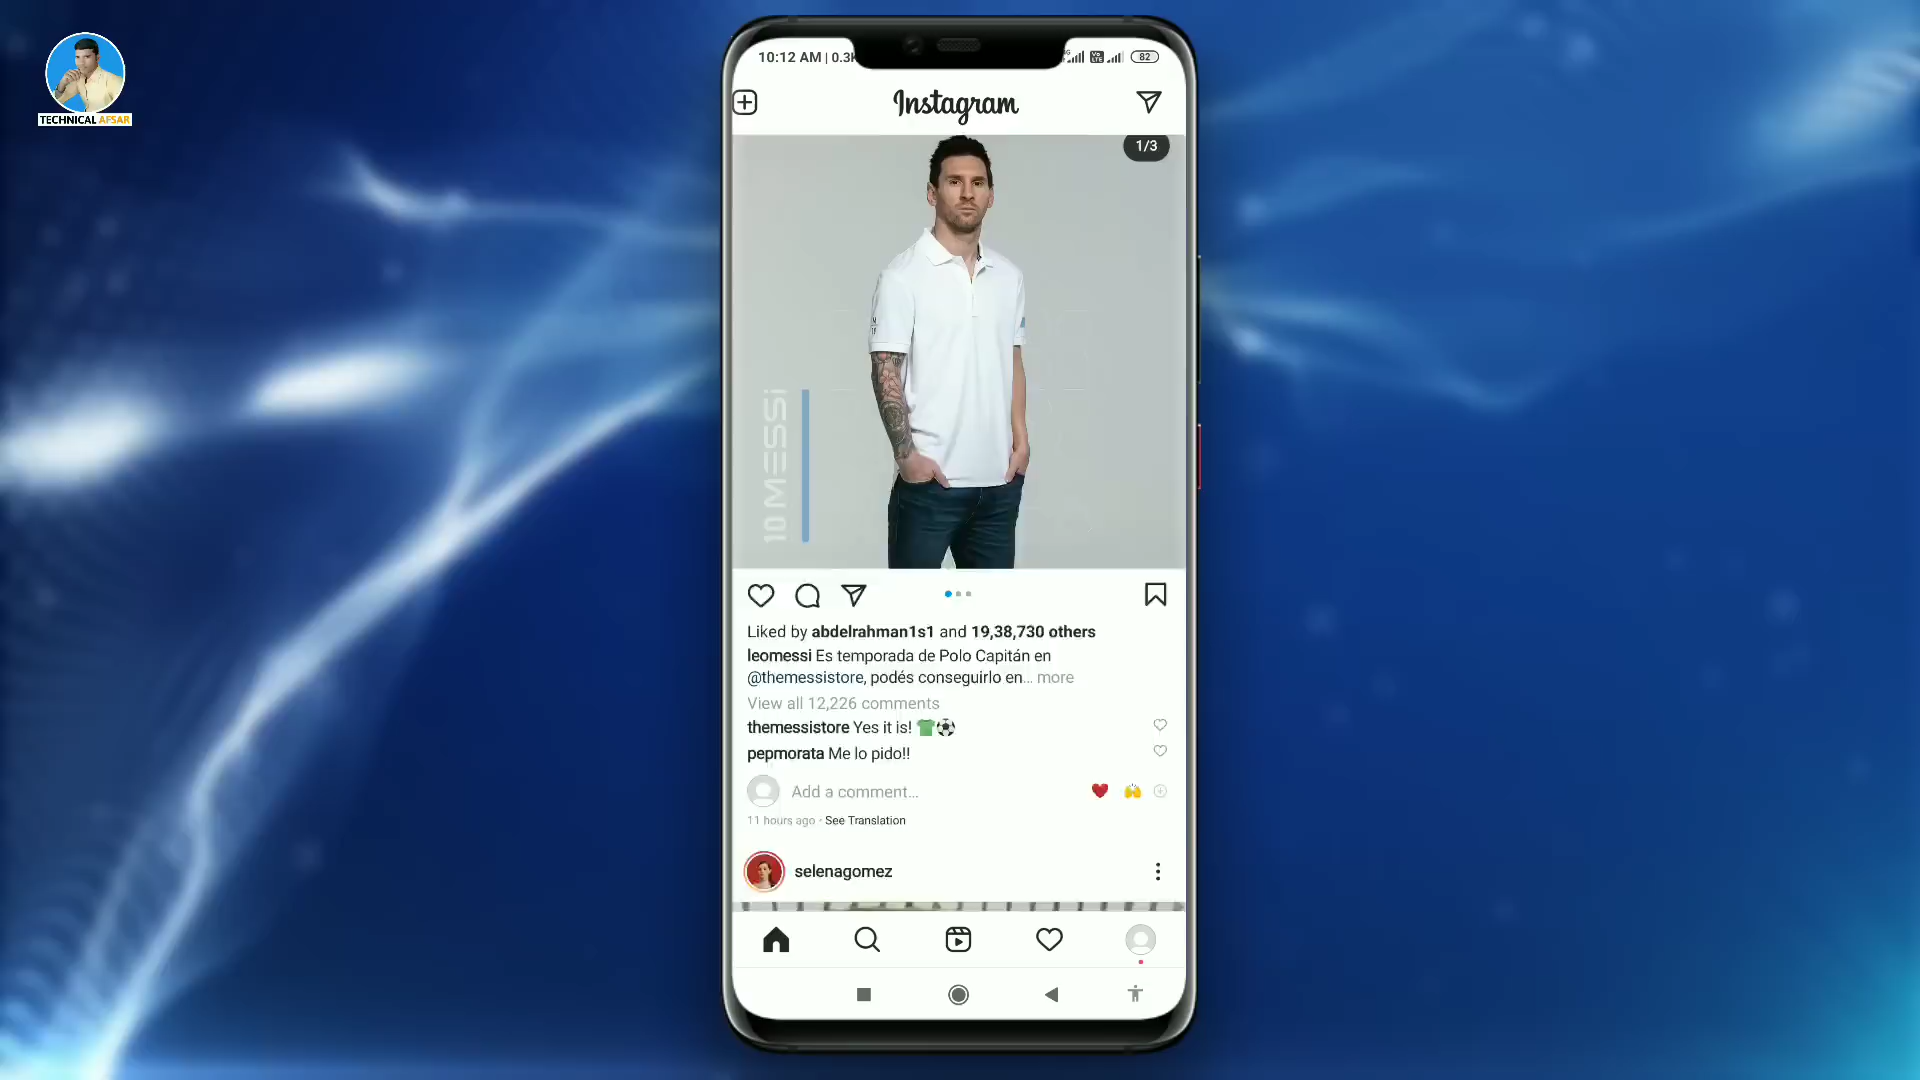 TECHNICAL AFSAR
10:12 AM | 0.3K
82
Instagram
1/3
10 MESSI
Liked by abdelrahman1s1 and 19,38,730 others
leomessi Es temporada de Polo Capitán en
@themessistore, podés conseguirlo en... more
View all 12,226 comments
themessistore Yes it is! 👕⚽
pepmorata Me lo pido!!
Add a comment...
11 hours ago · See Translation
selenagomez